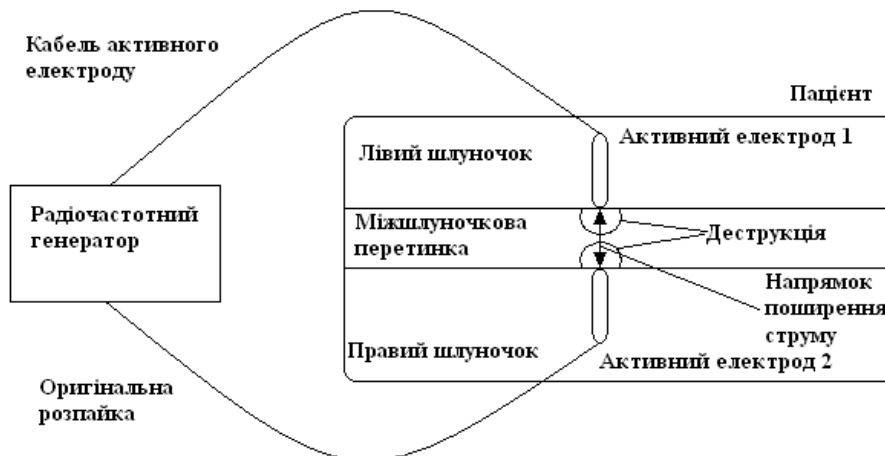 Кабель активного
електроду
Пацієнт
Активний електрод 1
Лівий шлуночок
Радіочастотний
генератор
Міжшлуночкова
перетинка
Деструкція
Напрямок
поширення
струму
Правий шлуночок
Активний електрод 2
Оригінальна
розпайка